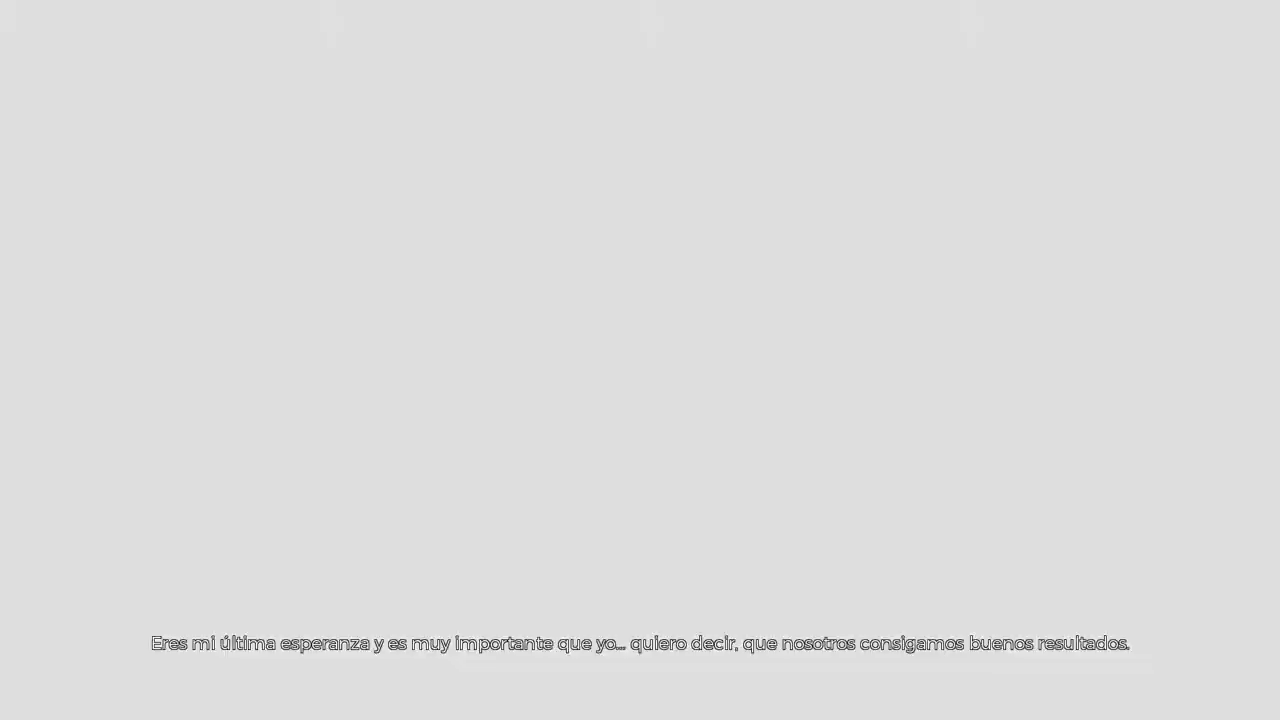 Eres mi última esperanza y es muy importante que yo... quiero decir, que nosotros consigamos buenos resultados.